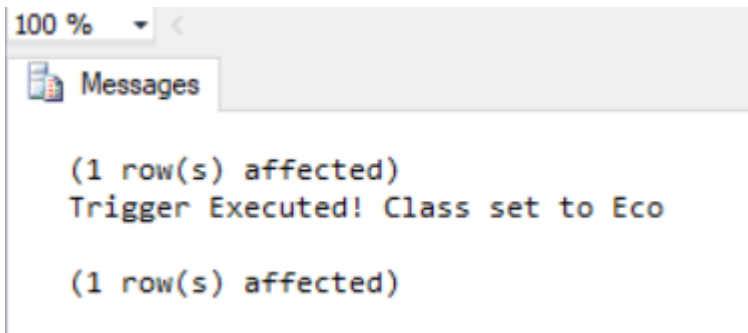 100 %
Messages
(1 row(s) affected)
Trigger Executed! Class set to Eco
(1 row(s) affected)